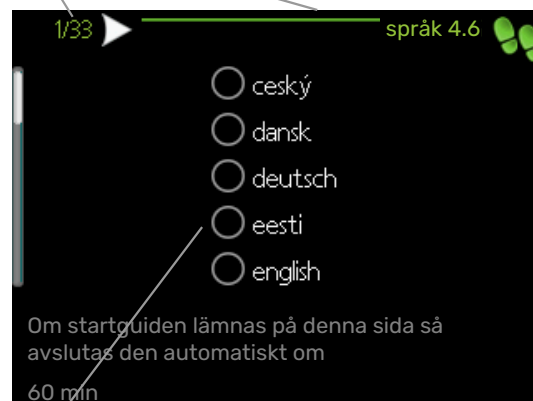 1/33
språk 4.6
ceský
dansk
deutsch
eesti
english
Om startguiden lämnas på denna sida så
avslutas den automatiskt om
60 min